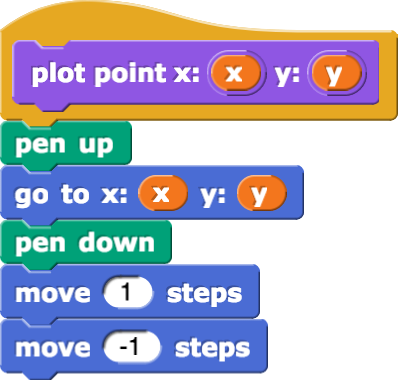 plot point x: x y: y
pen up
go to x: x y: y
pen down
move 1 steps
move -1 steps